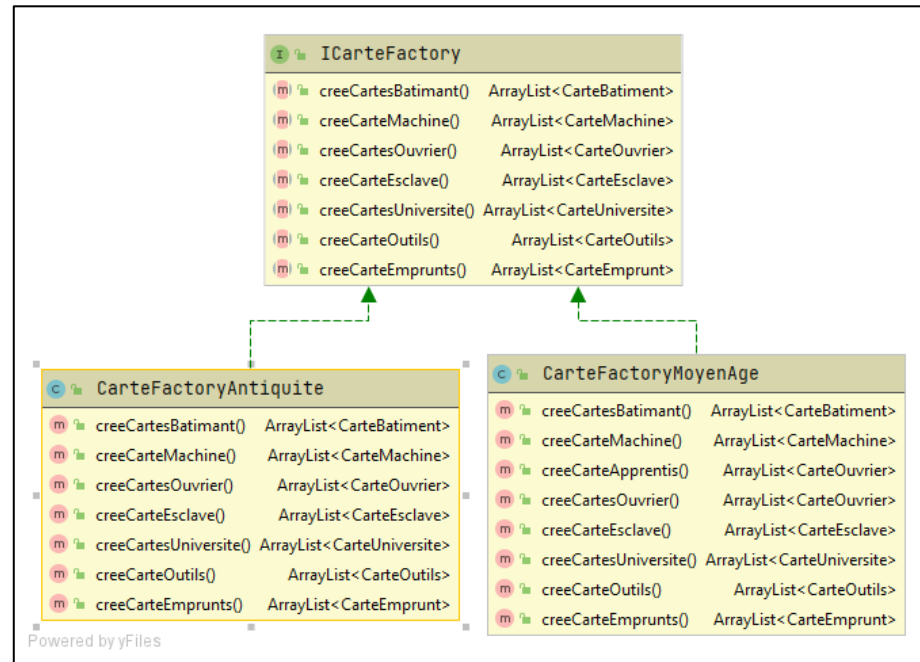 ICarteFactory
creeCartesBatimant() ArrayList<CarteBatiment>
creeCarteMachine() ArrayList<CarteMachine>
creeCartesOuvrier() ArrayList<CarteOuvrier>
creeCarteEsclave() ArrayList<CarteEsclave>
creeCartesUniversite() ArrayList<CarteUniversite>
creeCarteOutils() ArrayList<CarteOutils>
creeCarteEmprunts() ArrayList<CarteEmprunt>
CarteFactoryAntiquite
creeCartesBatimant() ArrayList<CarteBatiment>
creeCarteMachine() ArrayList<CarteMachine>
creeCartesOuvrier() ArrayList<CarteOuvrier>
creeCarteEsclave() ArrayList<CarteEsclave>
creeCartesUniversite() ArrayList<CarteUniversite>
creeCarteOutils() ArrayList<CarteOutils>
creeCarteEmprunts() ArrayList<CarteEmprunt>
CarteFactoryMoyenAge
creeCartesBatimant() ArrayList<CarteBatiment>
creeCarteMachine() ArrayList<CarteMachine>
creeCarteApprentis() ArrayList<CarteOuvrier>
creeCartesOuvrier() ArrayList<CarteOuvrier>
creeCarteEsclave() ArrayList<CarteEsclave>
creeCartesUniversite() ArrayList<CarteUniversite>
creeCarteOutils() ArrayList<CarteOutils>
creeCarteEmprunts() ArrayList<CarteEmprunt>
Powered by yFiles